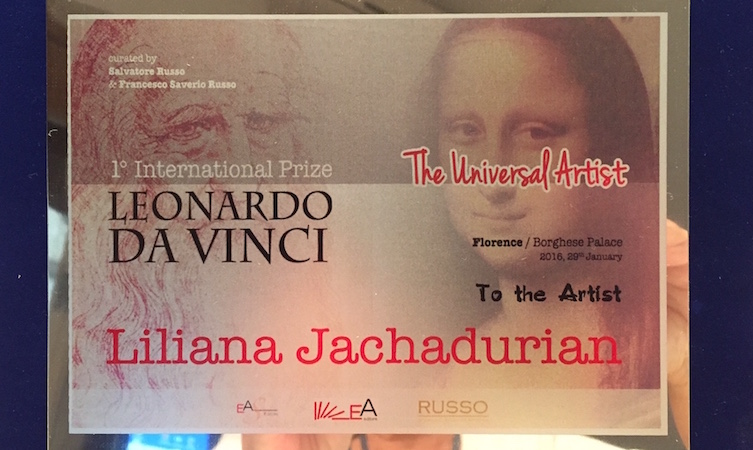 curated by
Salvatore Russo
& Francesco Saverio Russo
1° International Prize
LEONARDO
DA VINCI
The Universal Artist
Florence / Borghese Palace
2016, 29th January
To the Artist
Liliana Jachadurian
EA
EA
RUSSO